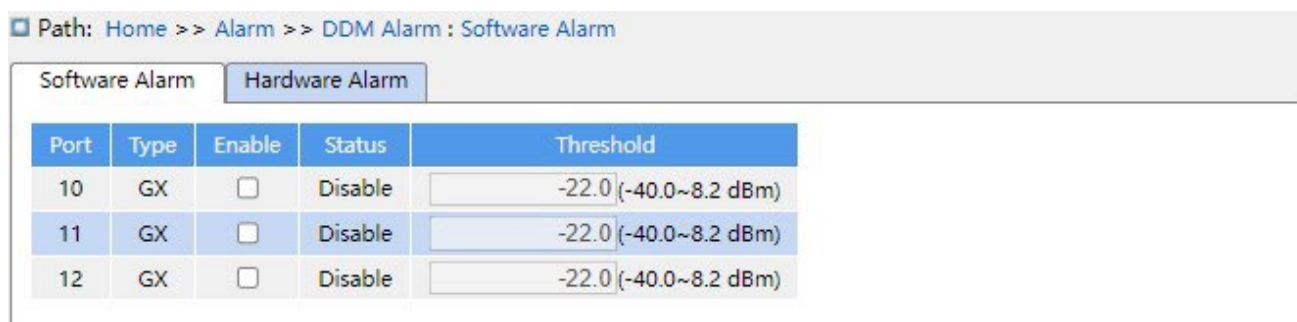 Path: Home >> Alarm >> DDM Alarm : Software Alarm
Software Alarm Hardware Alarm
Port Type Enable Status Threshold
10 GX Disable -22.0 (-40.0~8.2 dBm)
11 GX Disable -22.0 (-40.0~8.2 dBm)
12 GX Disable -22.0 (-40.0~8.2 dBm)